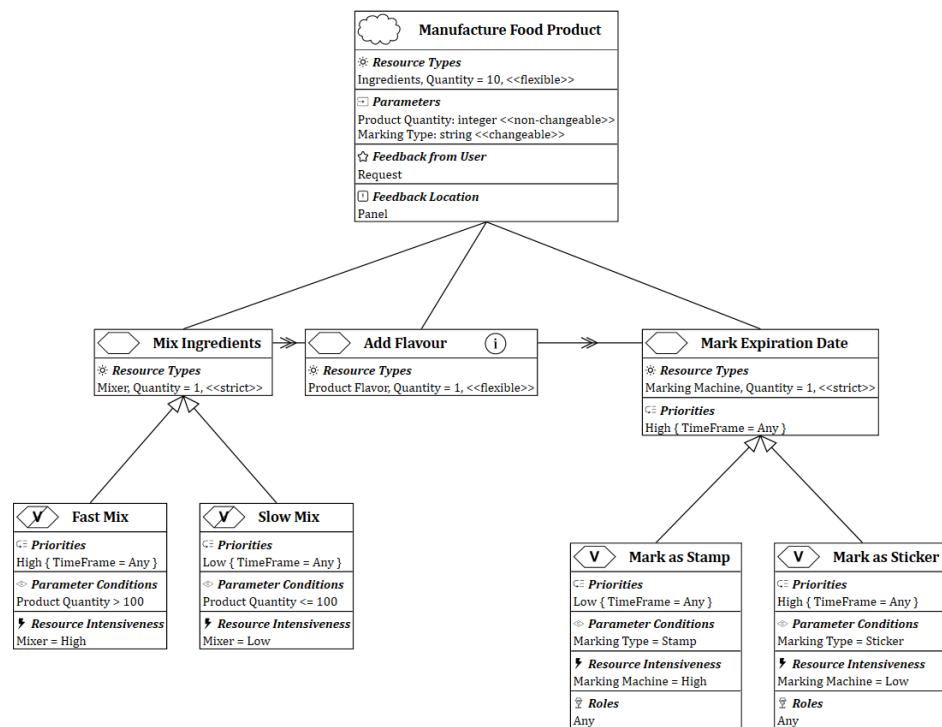 Manufacture Food Product
Resource Types
Ingredients, Quantity = 10, <<flexible>>
Parameters
Product Quantity: integer <<non-changeable>>
Marking Type: string <<changeable>>
Feedback from User
Request
Feedback Location
Panel
Mix Ingredients
Resource Types
Mixer, Quantity = 1, <<strict>>
Add Flavour i
Resource Types
Product Flavor, Quantity = 1, <<flexible>>
Mark Expiration Date
Resource Types
Marking Machine, Quantity = 1, <<strict>>
Priorities
High { TimeFrame = Any }
V Fast Mix
Priorities
High { TimeFrame = Any }
Parameter Conditions
Product Quantity > 100
Resource Intensiveness
Mixer = High
V Slow Mix
Priorities
Low { TimeFrame = Any }
Parameter Conditions
Product Quantity <= 100
Resource Intensiveness
Mixer = Low
V Mark as Stamp
Priorities
Low { TimeFrame = Any }
Parameter Conditions
Marking Type = Stamp
Resource Intensiveness
Marking Machine = High
Roles
Any
V Mark as Sticker
Priorities
High { TimeFrame = Any }
Parameter Conditions
Marking Type = Sticker
Resource Intensiveness
Marking Machine = Low
Roles
Any